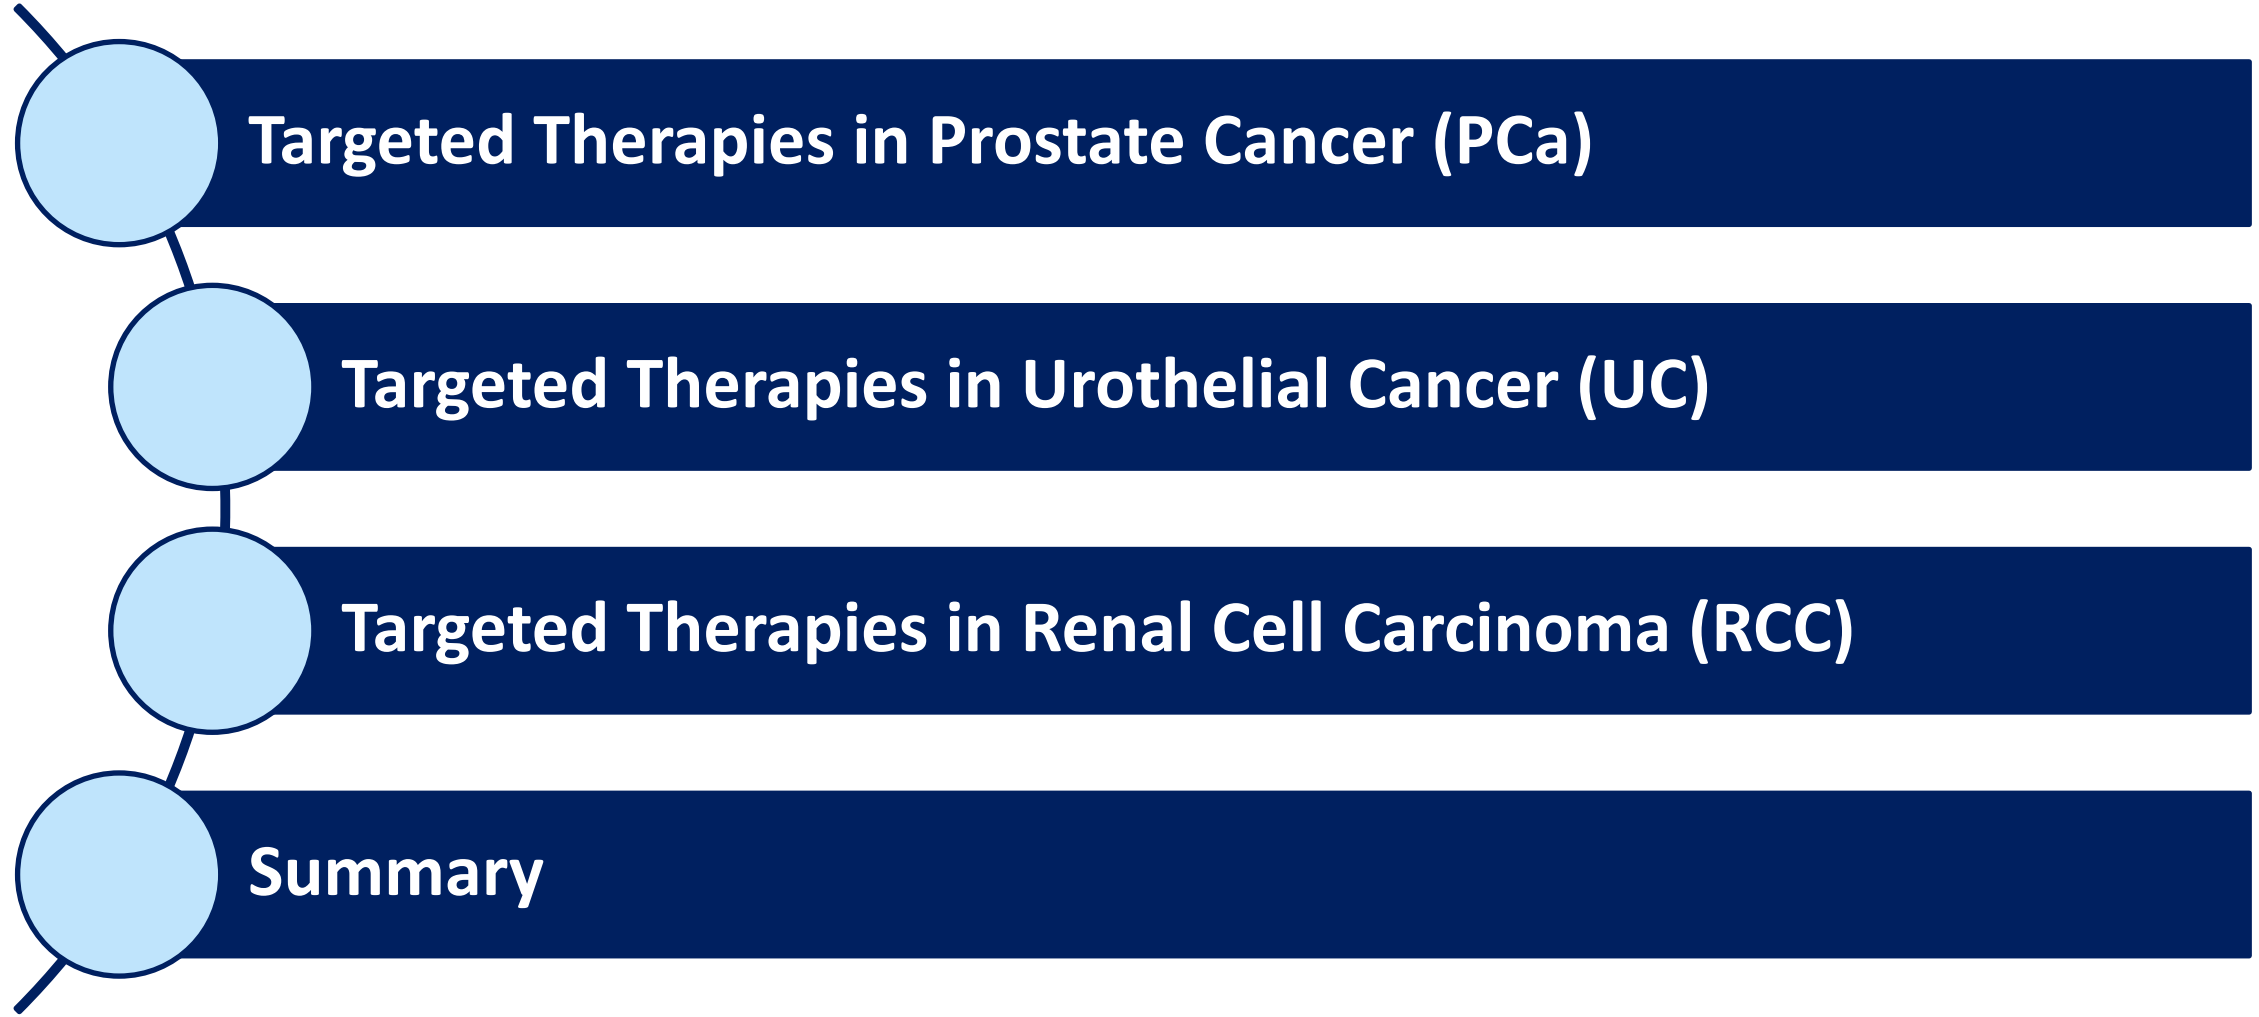 Targeted Therapies in Prostate Cancer (PCa)
Targeted Therapies in Urothelial Cancer (UC)
Targeted Therapies in Renal Cell Carcinoma (RCC)
Summary